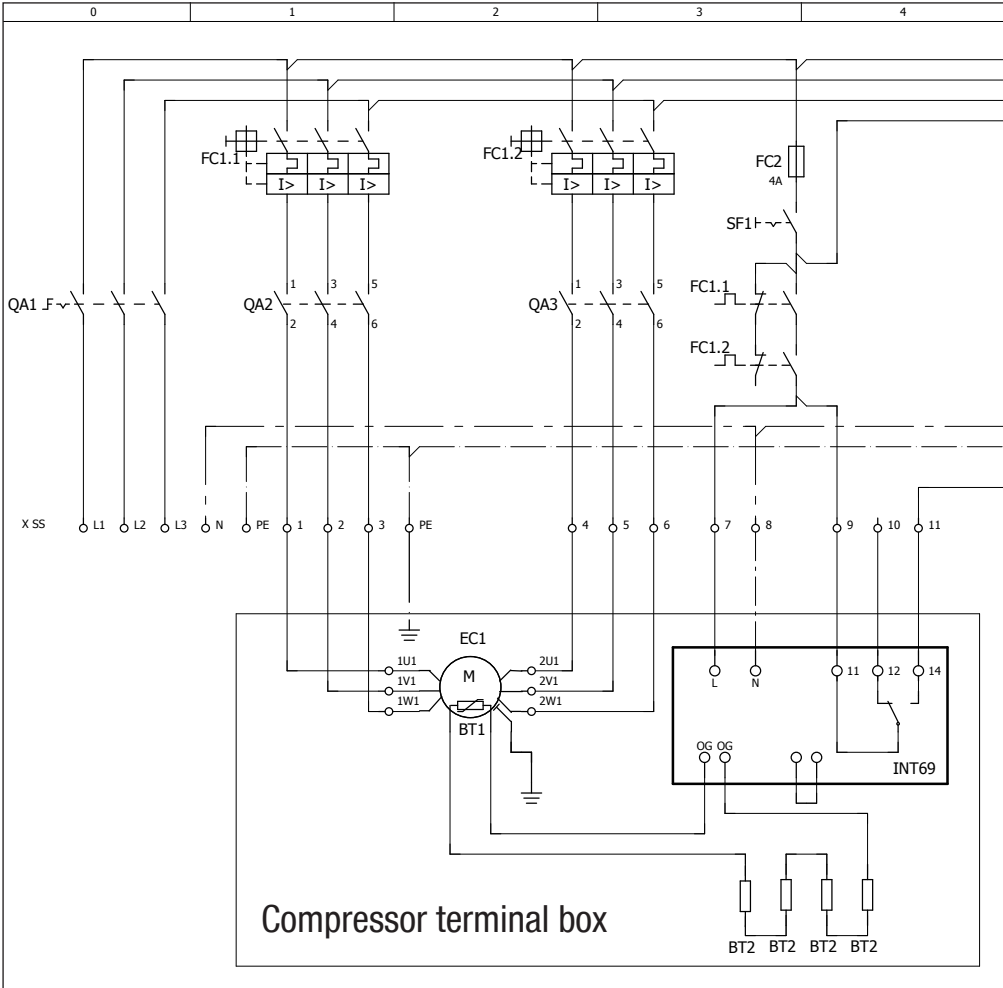 0 1 2 3 4
FC1.1 FC1.2 FC2
4A
I> I> I> I> I> I>
SF1
QA1 QA2 1 3 5 QA3 1 3 5 FC1.1
2 4 6 2 4 6
FC1.2
X SS L1 L2 L3 N PE 1 2 3 PE 4 5 6 7 8 9 10 11
EC1
1U1 M 2U1 L N 11 12 14
1V1 2V1
1W1 2W1
BT1
OG OG INT69
Compressor terminal box
BT2 BT2 BT2 BT2